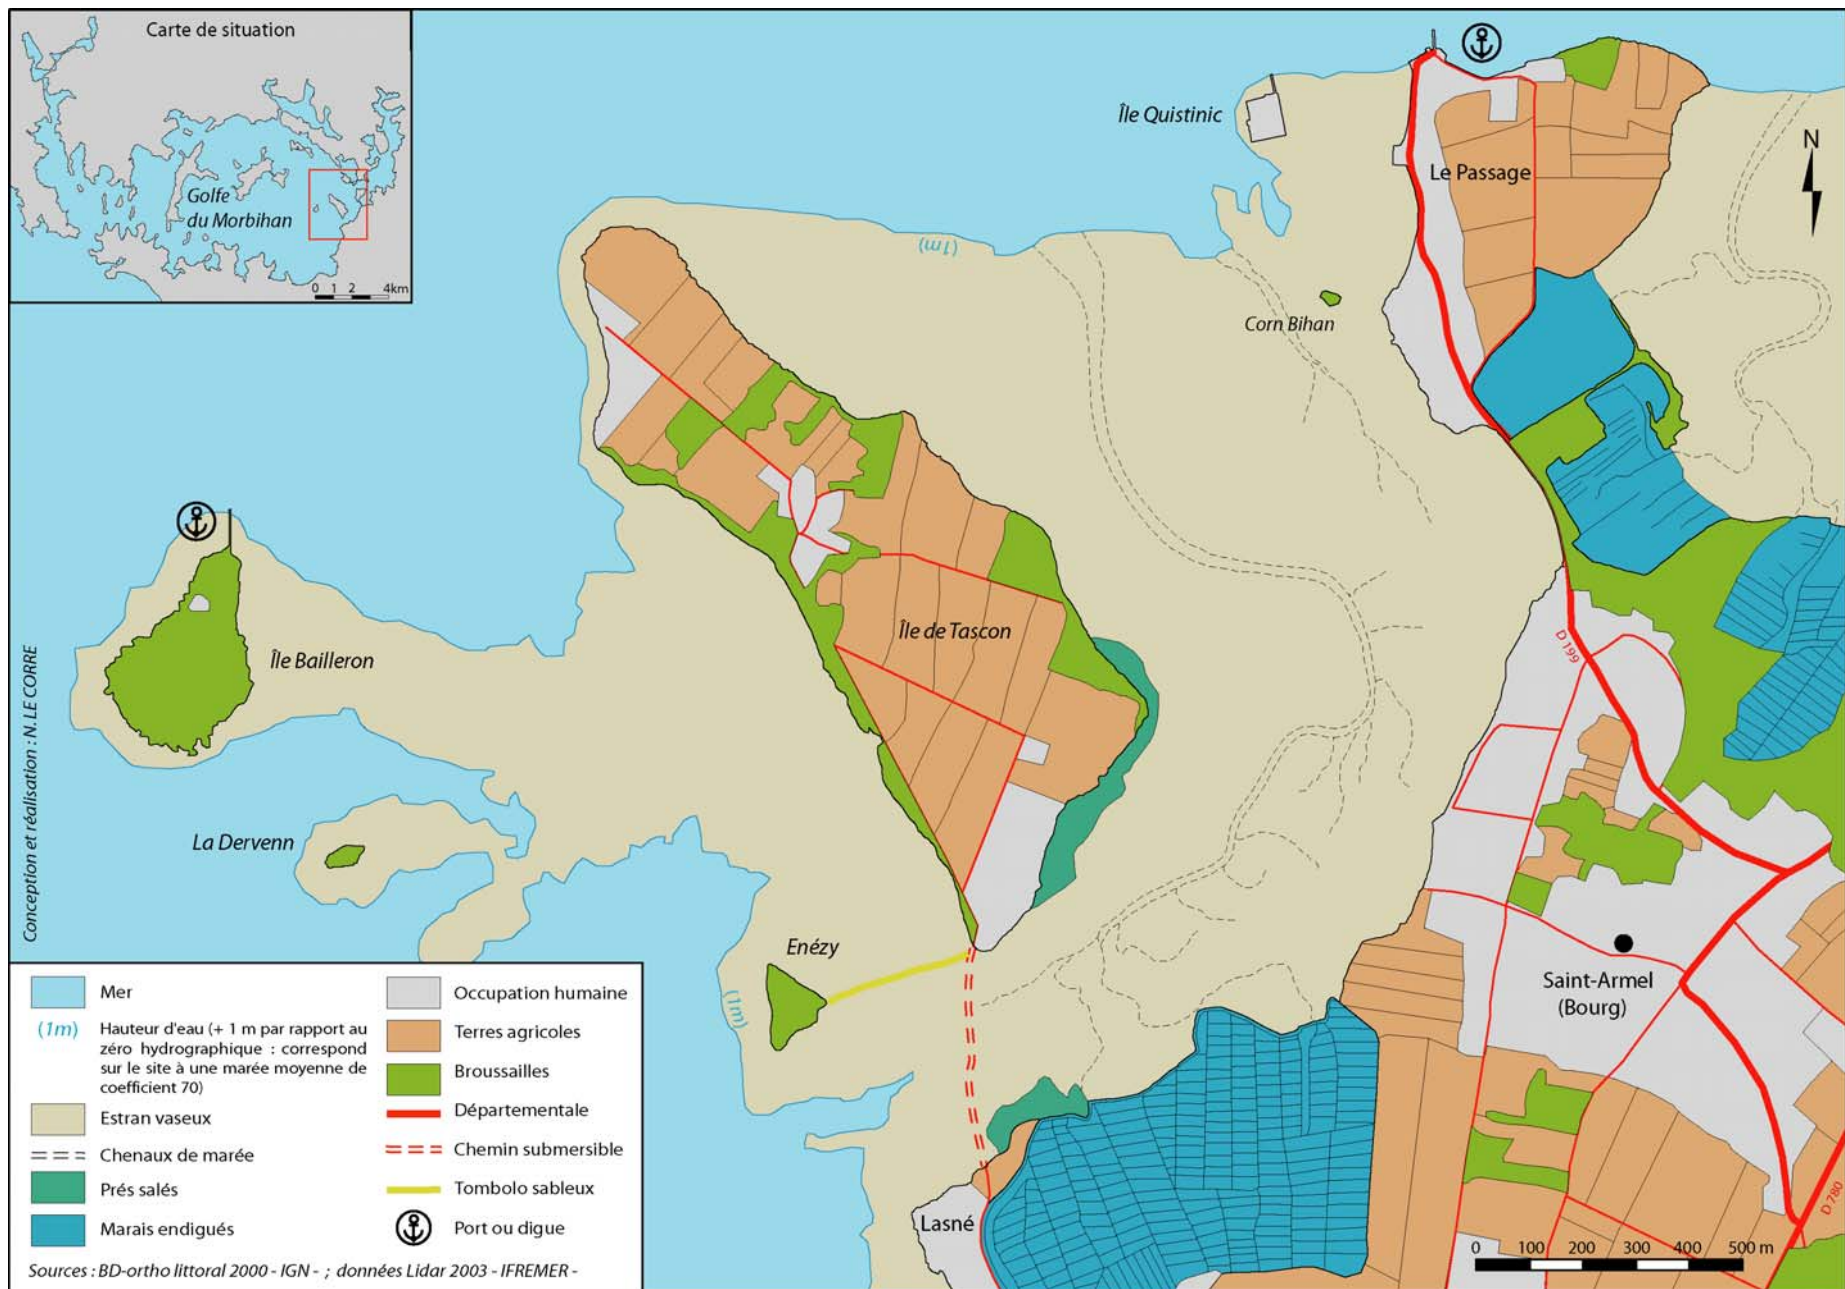 Carte de situation
Golfe
du Morbihan
0 1 2 4km
Île Quistinic
Le Passage
N
(1m)
Corn Bihan
Île de Tascon
Île Bailleron
D 199
La Dervenn
Enézy
(1m)
Saint-Armel
(Bourg)
Lasné
D 780
0 100 200 300 400 500 m
Conception et réalisation : N.LE CORRE
Mer
(1m)
Hauteur d'eau (+ 1 m par rapport au
zéro hydrographique : correspond
sur le site à une marée moyenne de
coefficient 70)
Estran vaseux
Chenaux de marée
Prés salés
Marais endigués
Occupation humaine
Terres agricoles
Broussailles
Départementale
Chemin submersible
Tombolo sableux
Port ou digue
Sources : BD-ortho littoral 2000 - IGN - ; données Lidar 2003 - IFREMER -